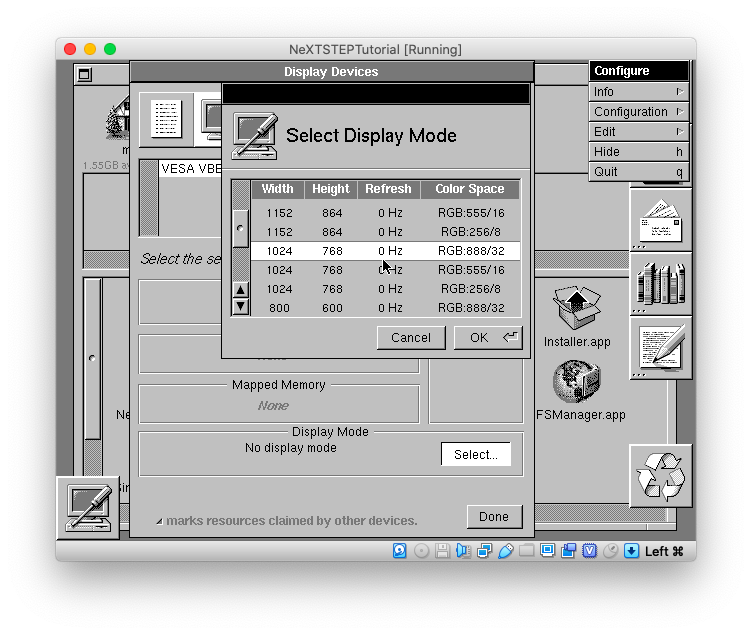 NeXTSTEPTutorial [Running]
Display Devices
Configure
Info
Configuration
Edit
Hide h
Quit q
1.55GB
VESA VBE
Select Display Mode
Width Height Refresh Color Space
1152 864 0 Hz RGB:555/16
1152 864 0 Hz RGB:256/8
1024 768 0 Hz RGB:888/32
1024 768 0 Hz RGB:555/16
1024 768 0 Hz RGB:256/8
800 600 0 Hz RGB:888/32
Cancel OK
Select the se
Mapped Memory
None
Display Mode
No display mode
Select...
marks resources claimed by other devices.
Done
Installer.app
FSManager.app
Ne
Left ⌘